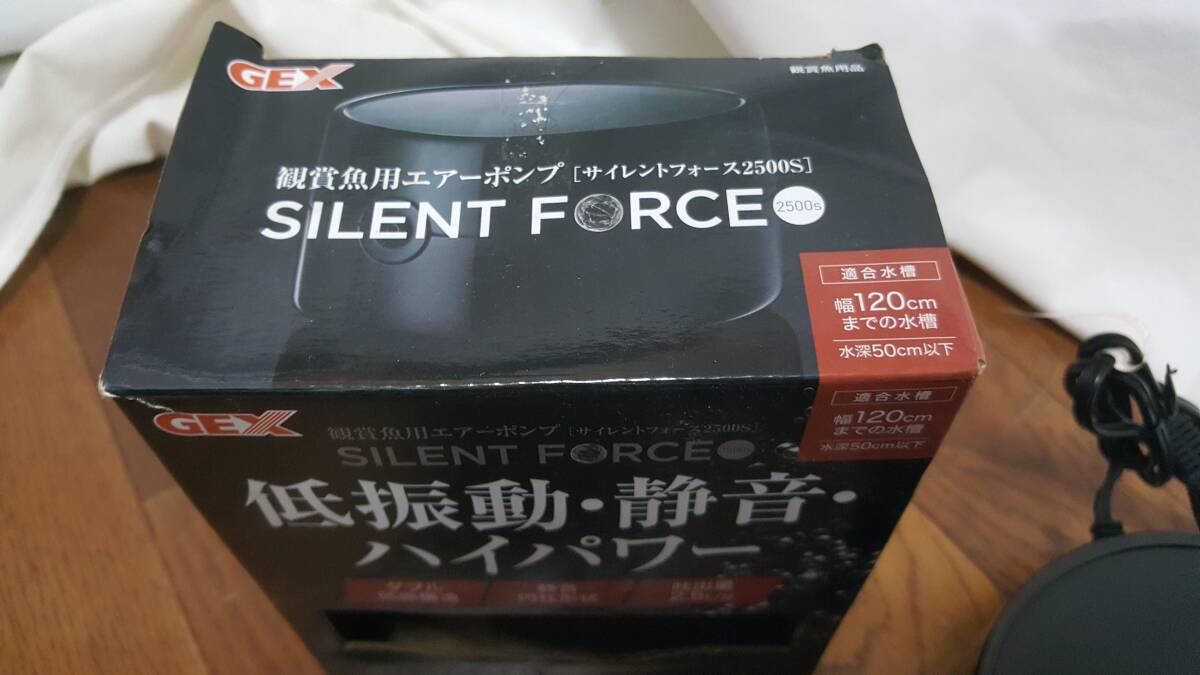 GEX
観賞魚用品
観賞魚用エアーポンプ [サイレントフォース2500S]
SILENT FORCE 2500s
適合水槽
幅120cm
までの水槽
水深50cm以下
GEX
観賞魚用エアーポンプ [サイレントフォース2500S]
SILENT FORCE
適合水槽
幅120cm
までの水槽
水深50cm以下
低振動・静音・
ハイパワー